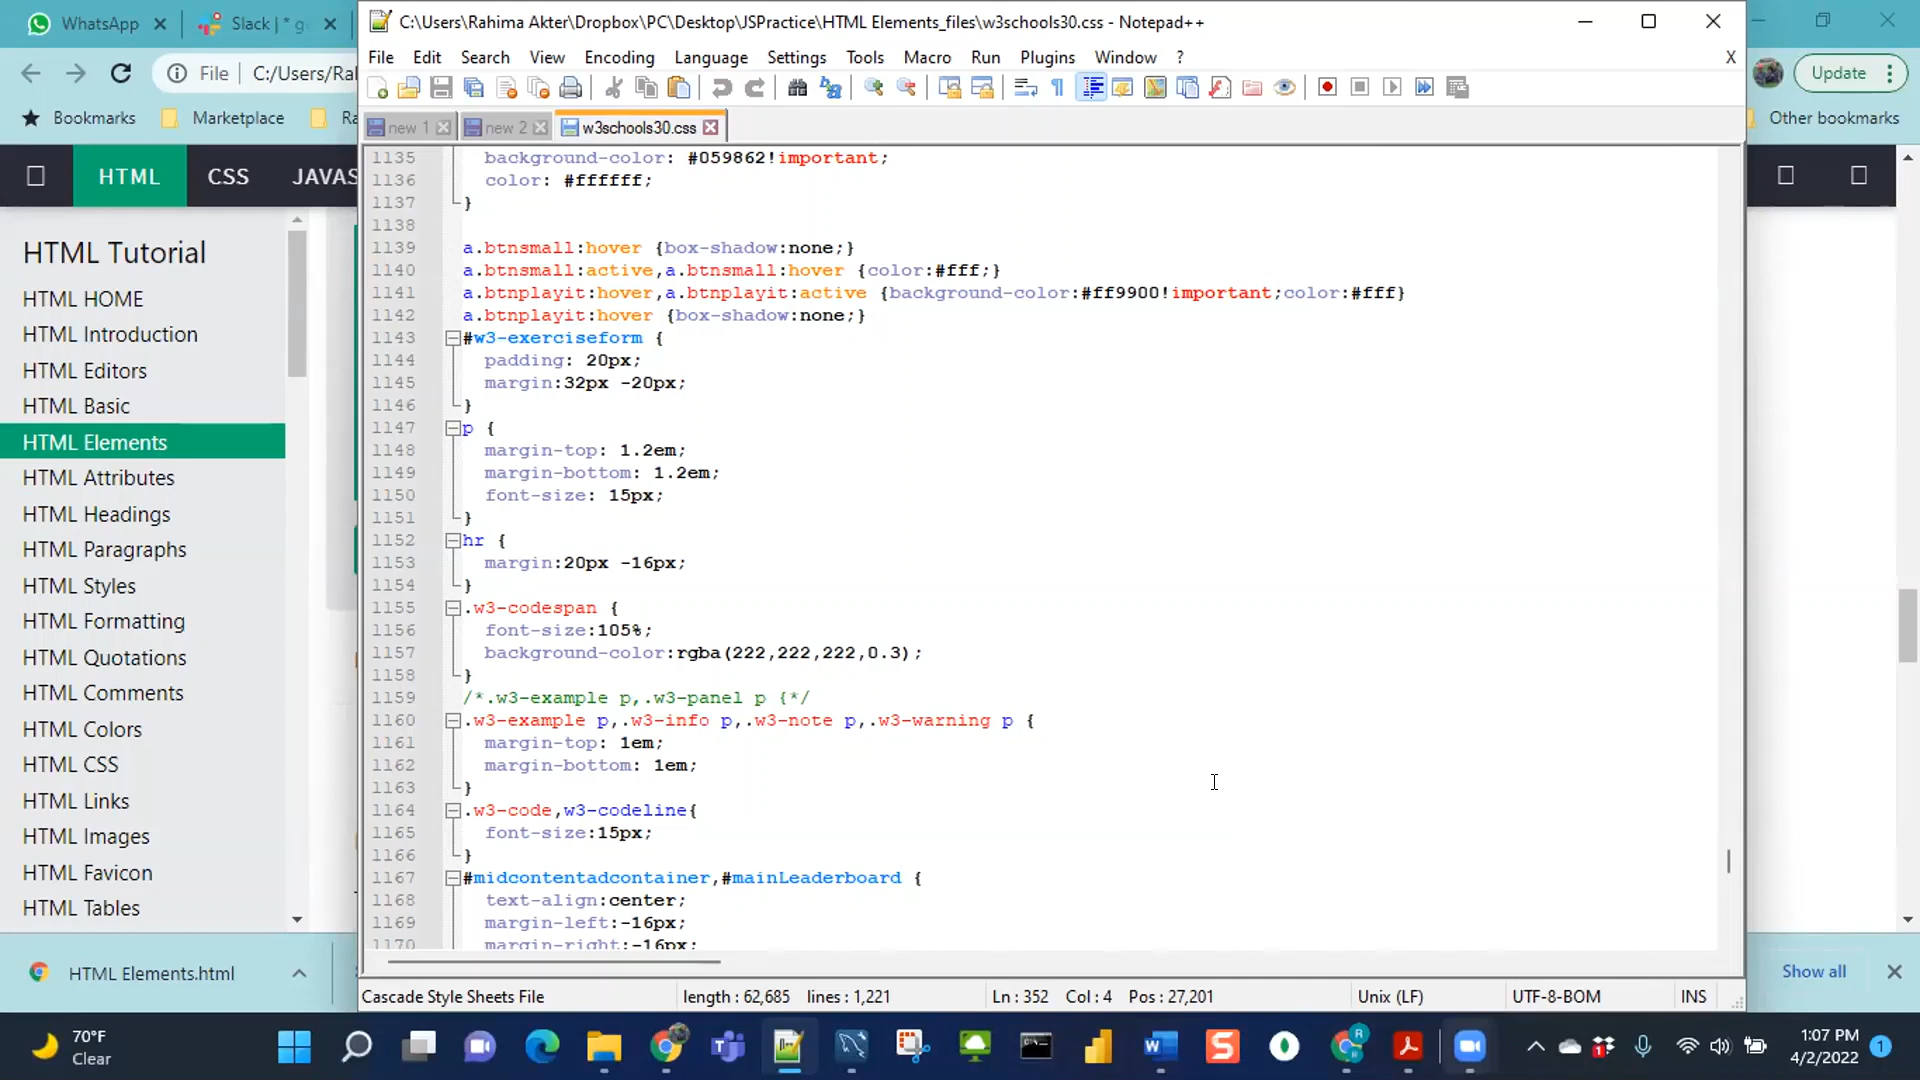 WhatsApp
Slack | * g
C:\Users\Rahima Akter\Dropbox\PC\Desktop\JSPractice\HTML Elements_files\w3schools30.css - Notepad++
File Edit Search View Encoding Language Settings Tools Macro Run Plugins Window ? X
File C:/Users/Ra
Update
Bookmarks Marketplace Ra
Other bookmarks
new 1 new 2 w3schools30.css
HTML CSS JAVAS
HTML Tutorial
HTML HOME
HTML Introduction
HTML Editors
HTML Basic
HTML Elements
HTML Attributes
HTML Headings
HTML Paragraphs
HTML Styles
HTML Formatting
HTML Quotations
HTML Comments
HTML Colors
HTML CSS
HTML Links
HTML Images
HTML Favicon
HTML Tables
1135 background-color: #059862!important;
1136 color: #ffffff;
1137 }
1138
1139 a.btnsmall:hover {box-shadow:none;}
1140 a.btnsmall:active,a.btnsmall:hover {color:#fff;}
1141 a.btnplayit:hover,a.btnplayit:active {background-color:#ff9900!important;color:#fff}
1142 a.btnplayit:hover {box-shadow:none;}
1143 #w3-exerciseform {
1144 padding: 20px;
1145 margin:32px -20px;
1146 }
1147 p {
1148 margin-top: 1.2em;
1149 margin-bottom: 1.2em;
1150 font-size: 15px;
1151 }
1152 hr {
1153 margin:20px -16px;
1154 }
1155 .w3-codespan {
1156 font-size:105%;
1157 background-color:rgba(222,222,222,0.3);
1158 }
1159 /*.w3-example p,.w3-panel p {*/
1160 .w3-example p,.w3-info p,.w3-note p,.w3-warning p {
1161 margin-top: 1em;
1162 margin-bottom: 1em;
1163 }
1164 .w3-code,w3-codeline{
1165 font-size:15px;
1166 }
1167 #midcontentadcontainer,#mainLeaderboard {
1168 text-align:center;
1169 margin-left:-16px;
1170 margin-right:-16px;
HTML Elements.html
Show all
Cascade Style Sheets File length : 62,685 lines : 1,221 Ln : 352 Col : 4 Pos : 27,201 Unix (LF) UTF-8-BOM INS
70°F
Clear
1:07 PM
4/2/2022
1